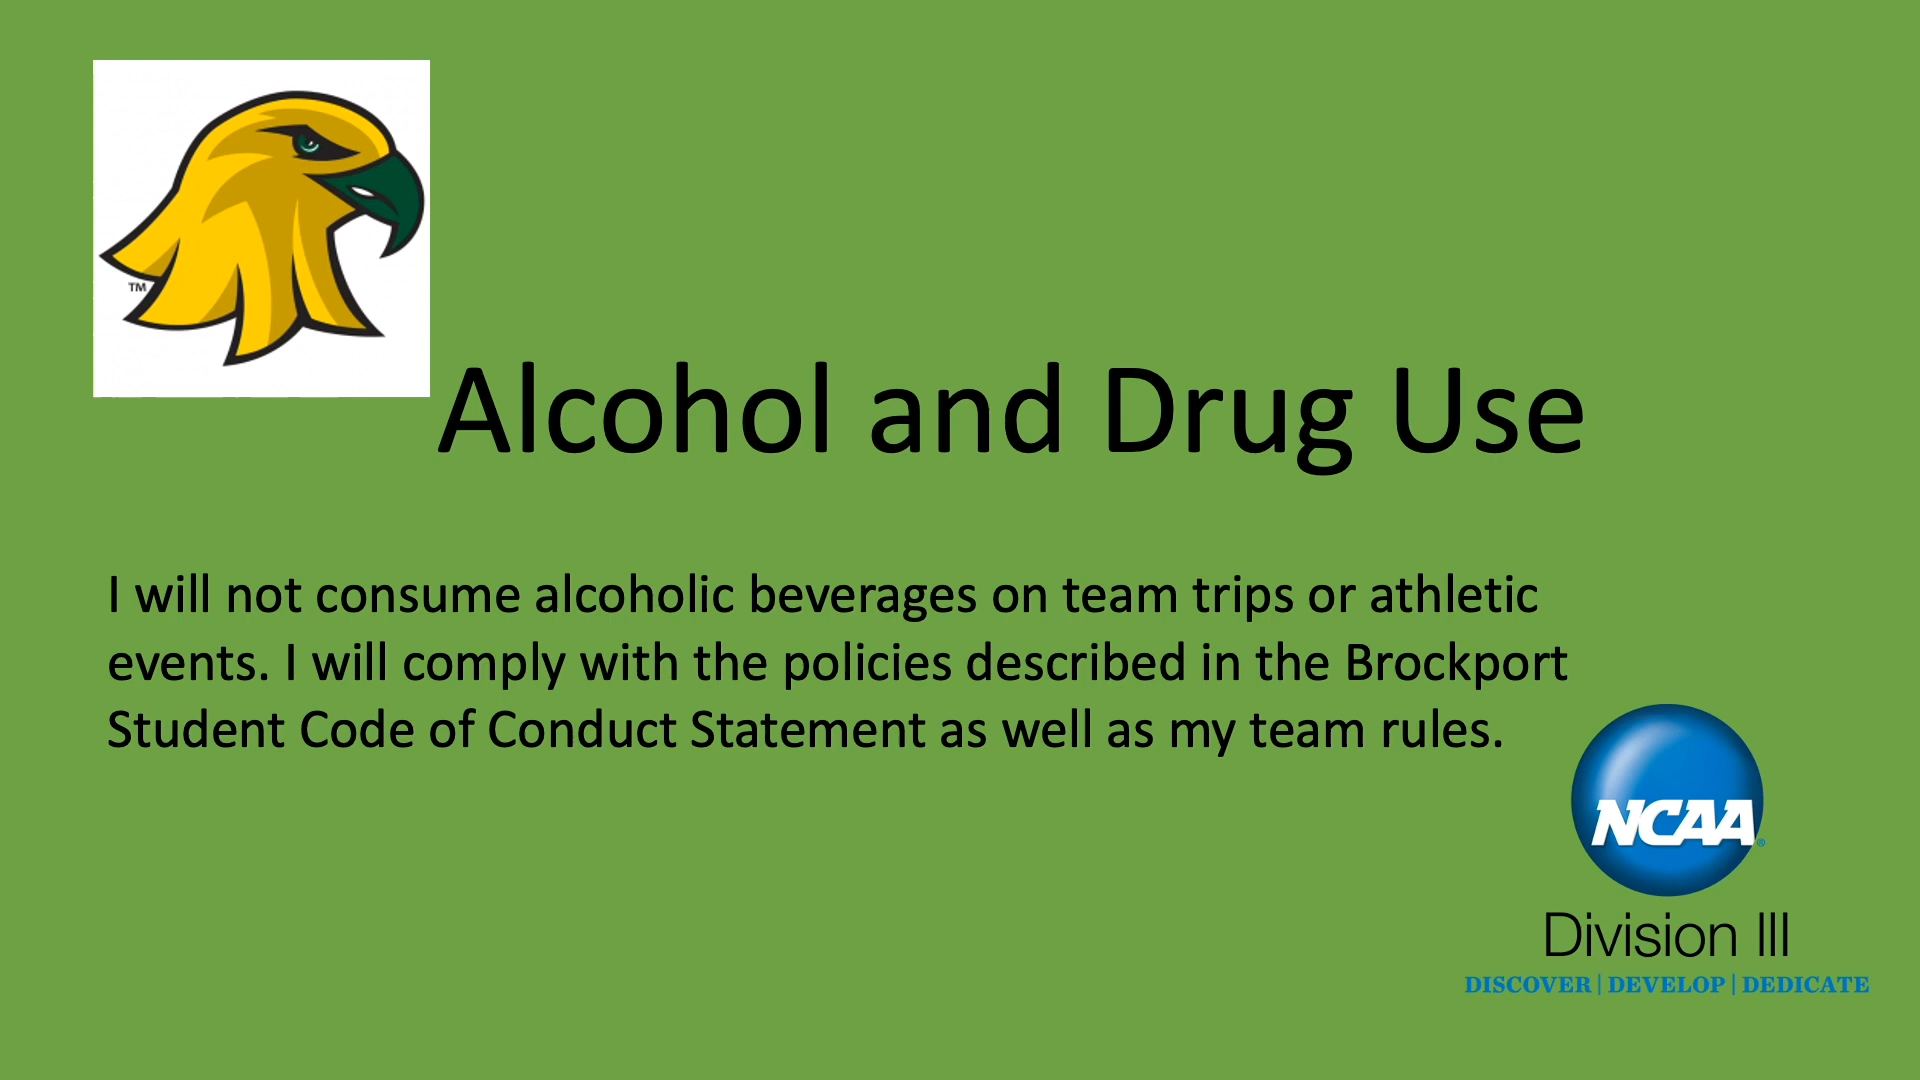 TM
Alcohol and Drug Use
I will not consume alcoholic beverages on team trips or athletic
events. I will comply with the policies described in the Brockport
Student Code of Conduct Statement as well as my team rules.
NCAA®
Division III
DISCOVER | DEVELOP | DEDICATE